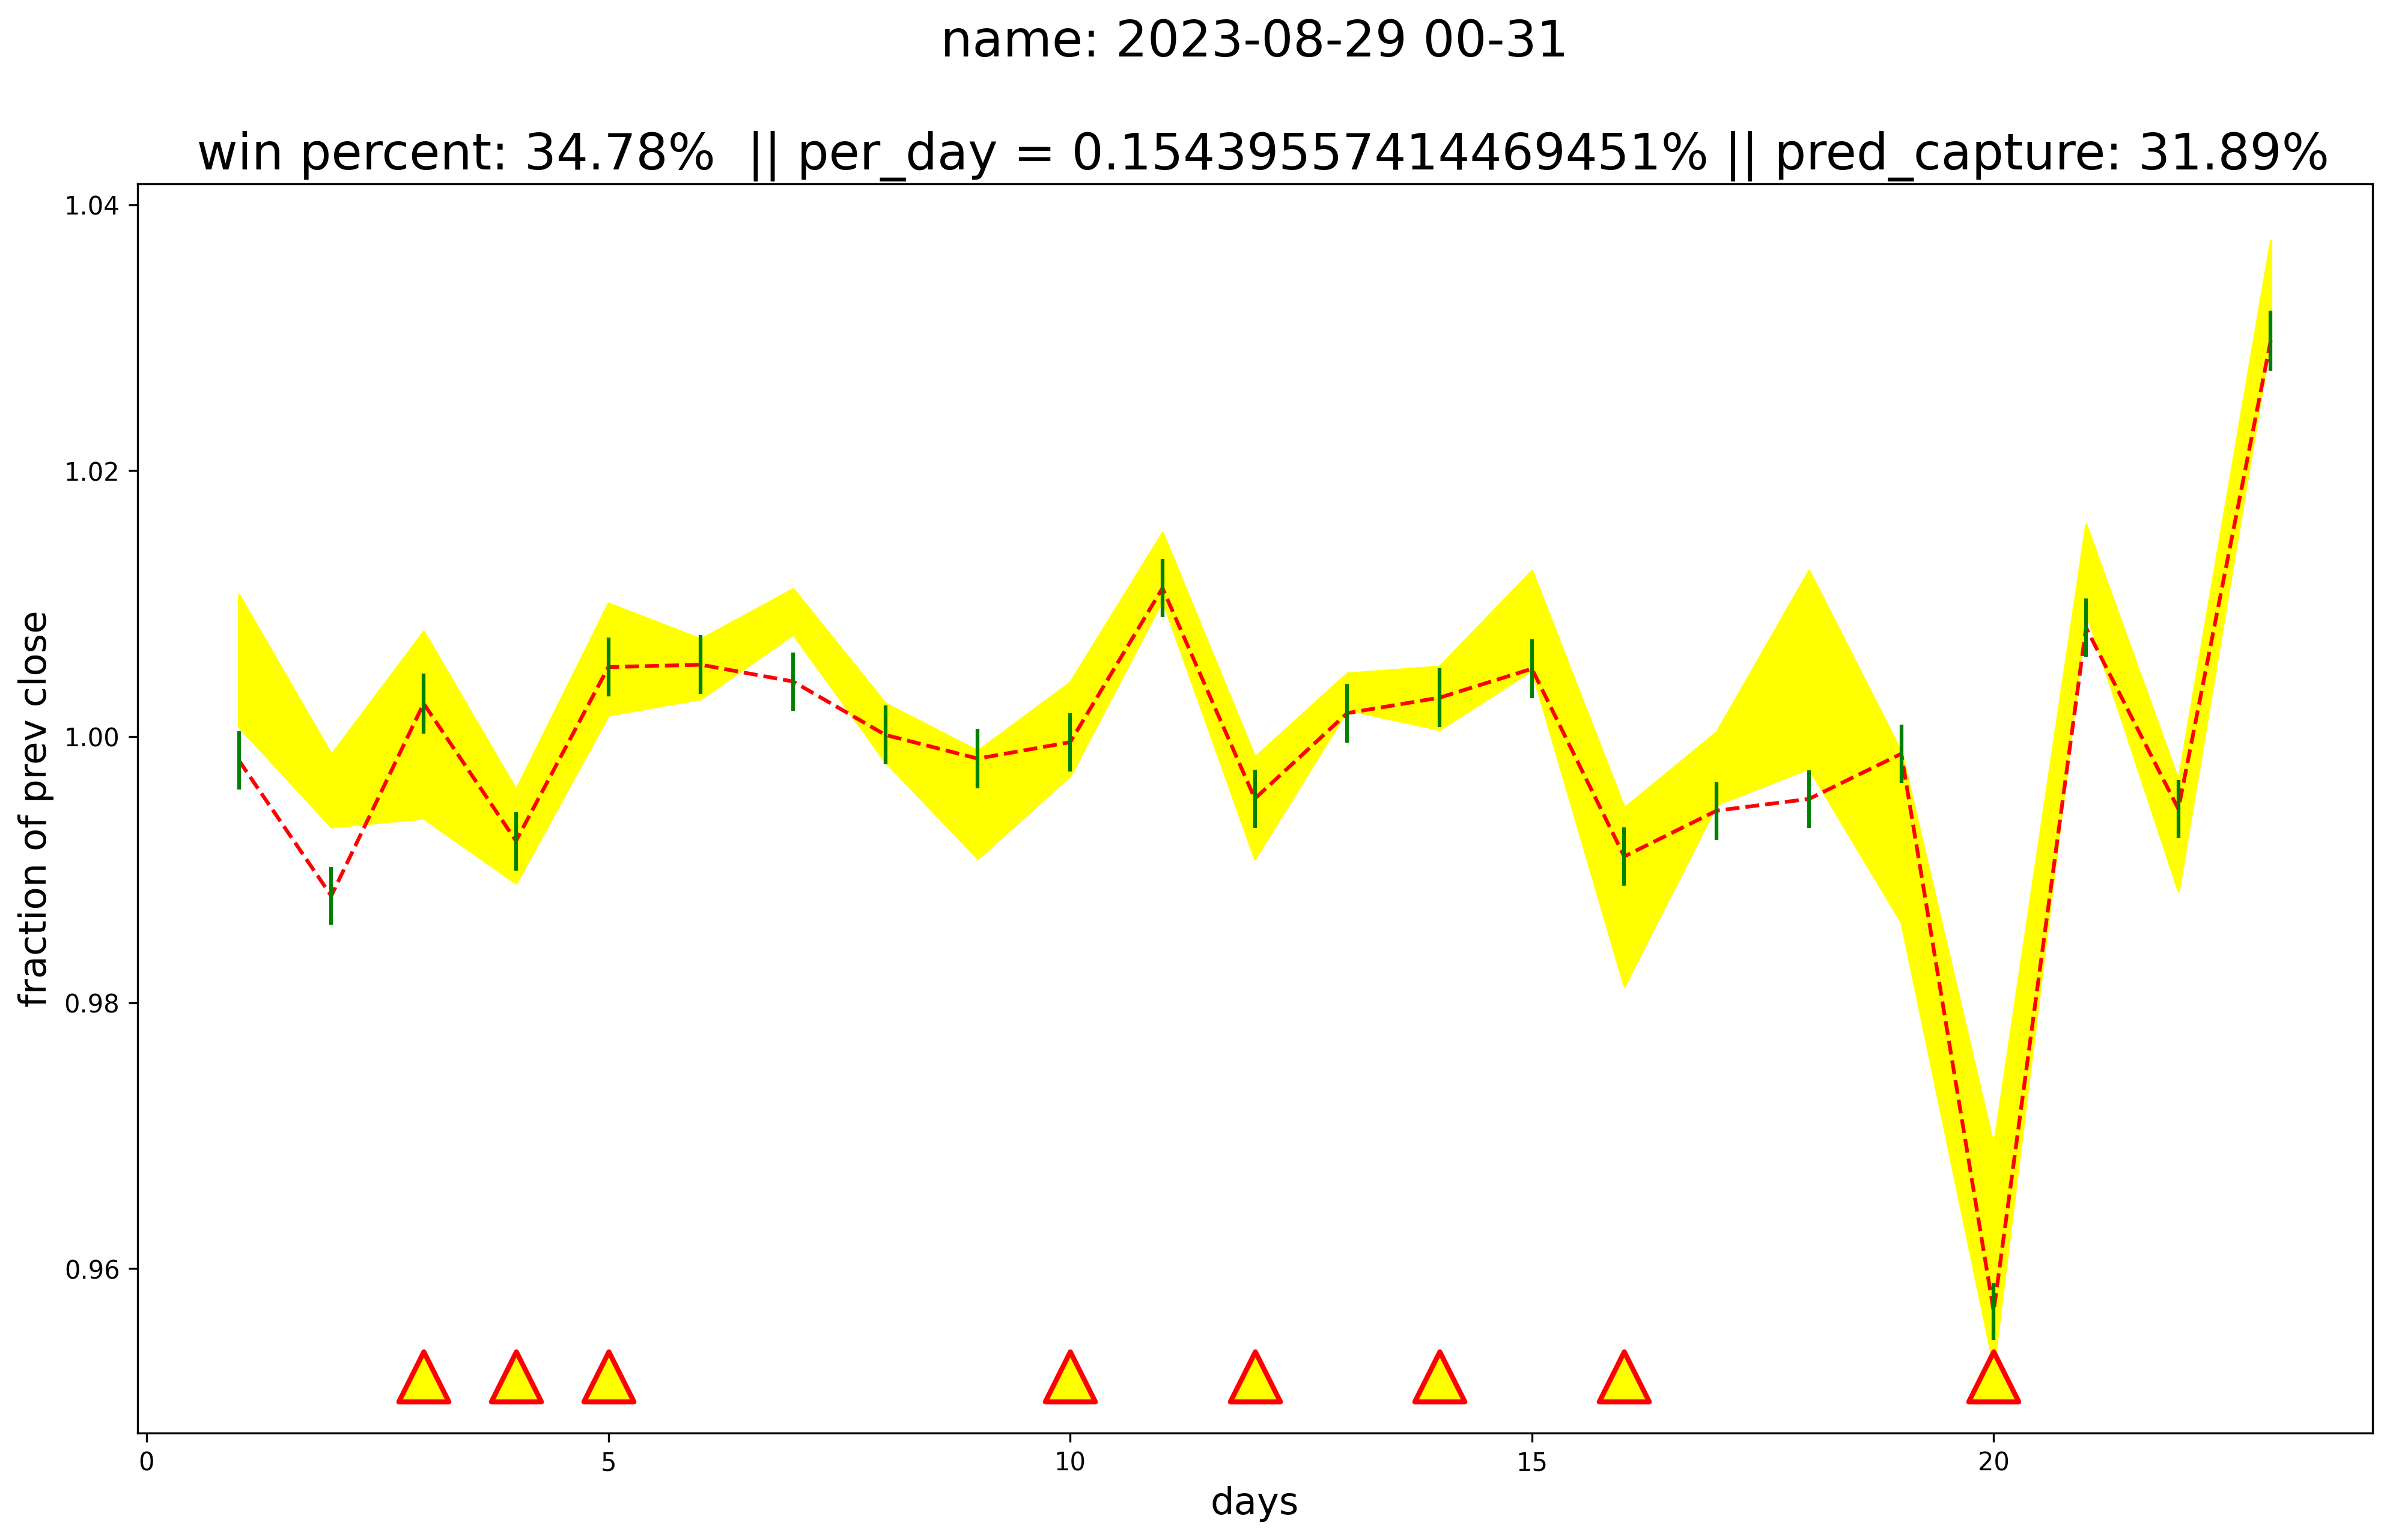 name: 2023-08-29 00-31
win percent: 34.78% || per_day = 0.15439557414469451% || pred_capture: 31.89%
1.04
1.02
1.00
0.98
0.96
fraction of prev close
0 5 10 15 20
days